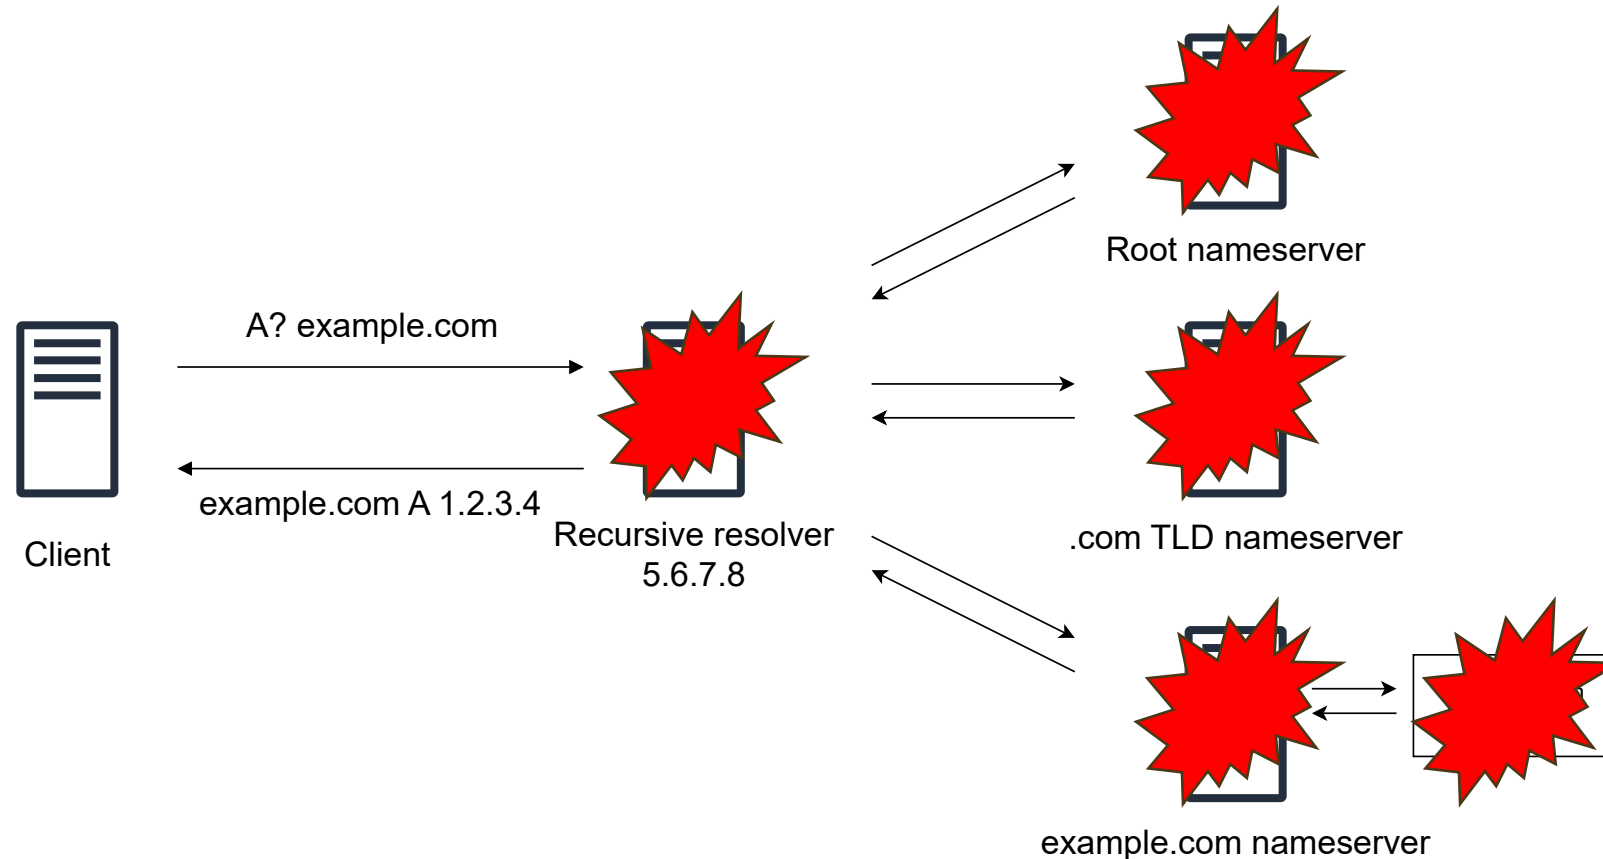 Root nameserver
A? example.com
example.com A 1.2.3.4
Client
Recursive resolver
5.6.7.8
.com TLD nameserver
example.com nameserver